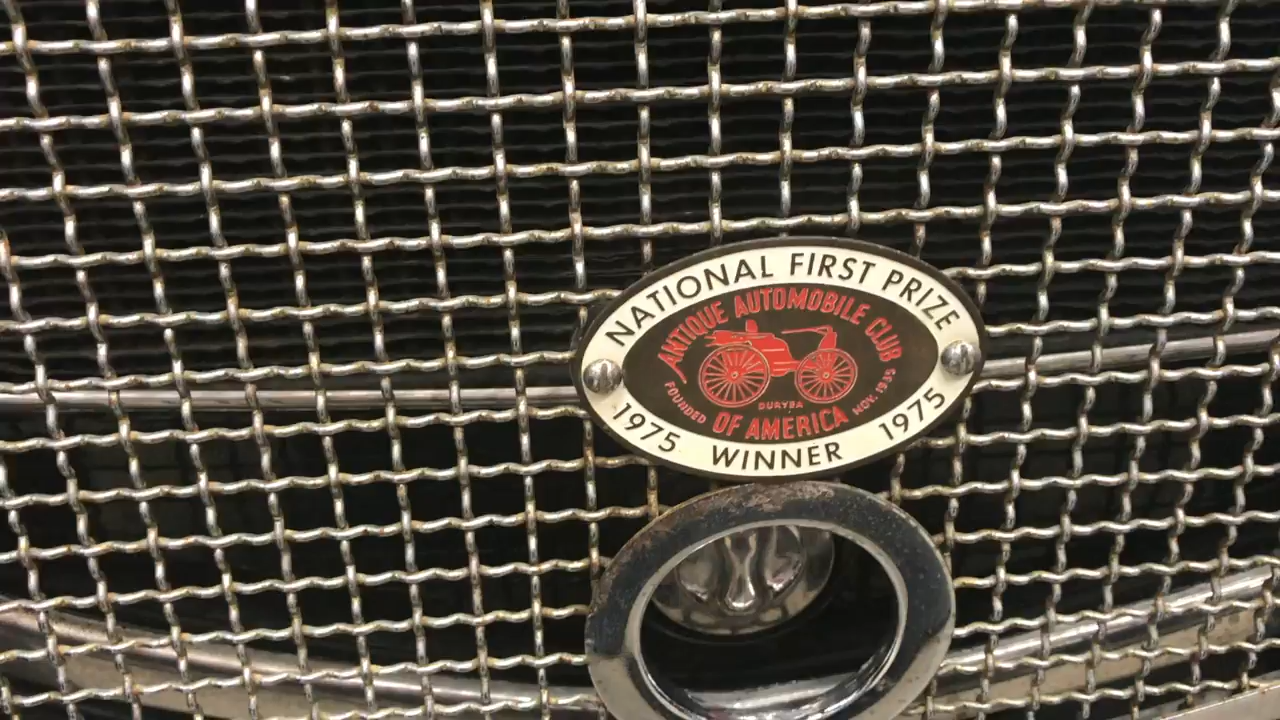 NATIONAL FIRST PRIZE
ANTIQUE AUTOMOBILE CLUB
FOUNDED DURYEA NOV. 1935
OF AMERICA
1975 WINNER 1975